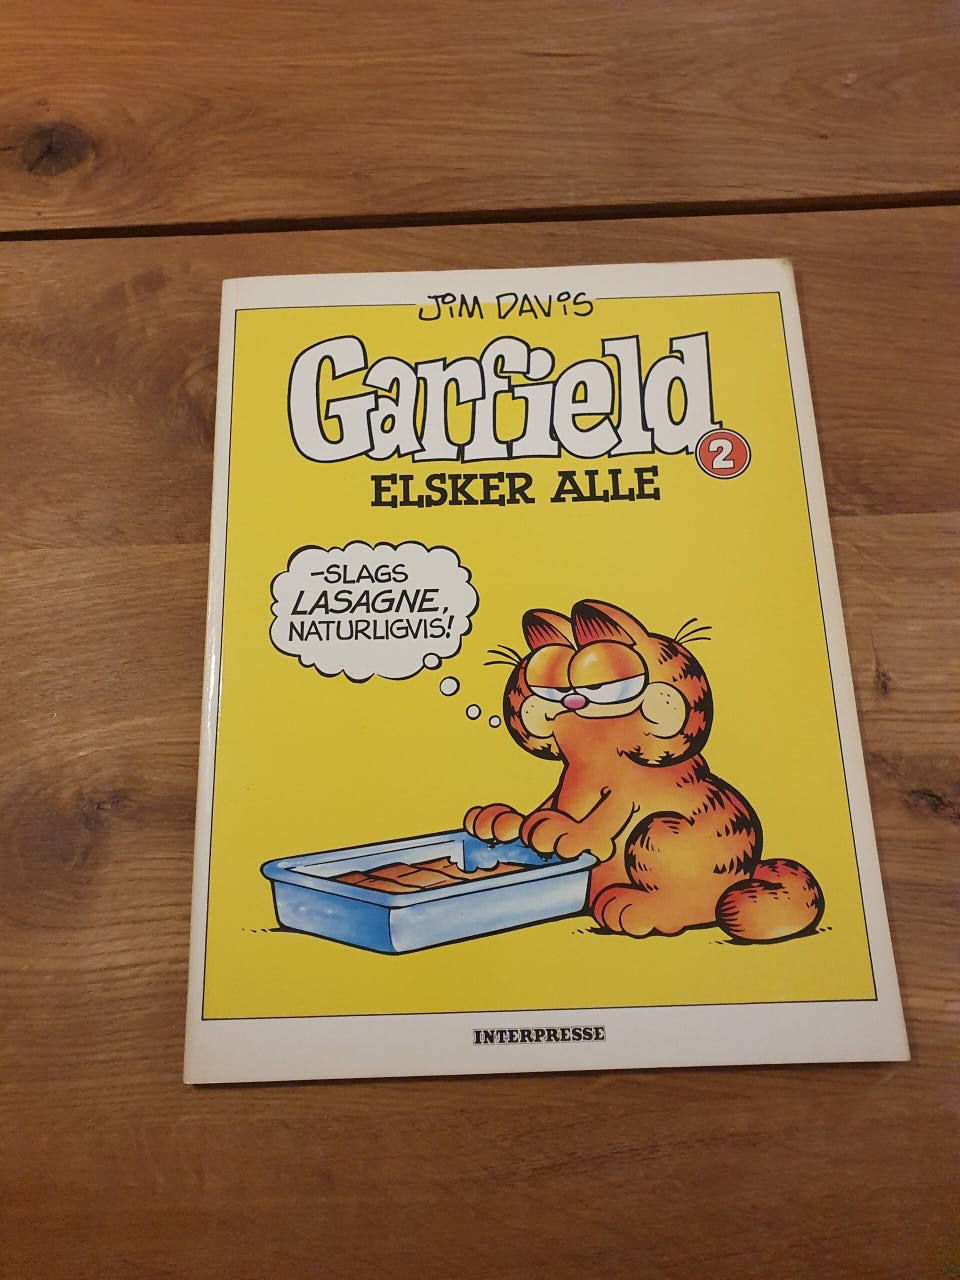 JiM DAViS
Garfield
2
ELSKER ALLE
-SLAGS
LASAGNE,
NATURLIGVIS!
INTERPRESSE